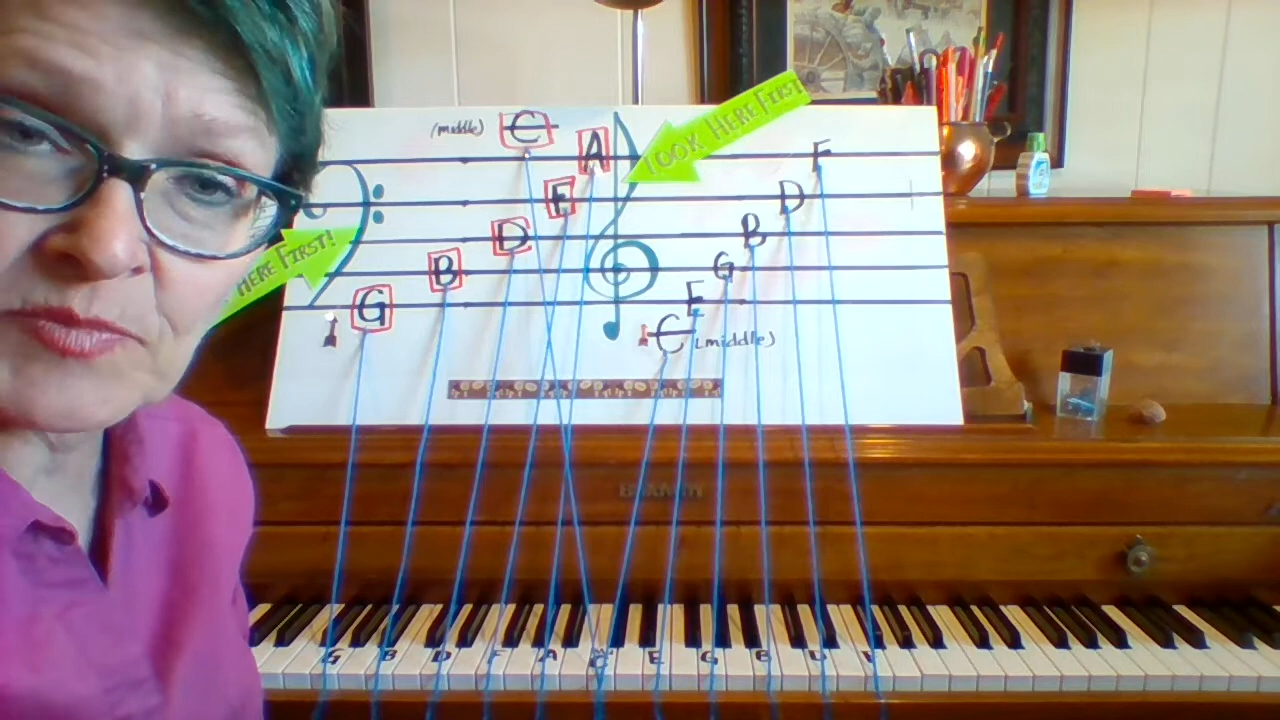 (middle) C
A
LOOK HERE FIRST
F
F
D
D
B
HERE FIRST!
B
G
G
E
C (middle)
G B D F A C E G B D F